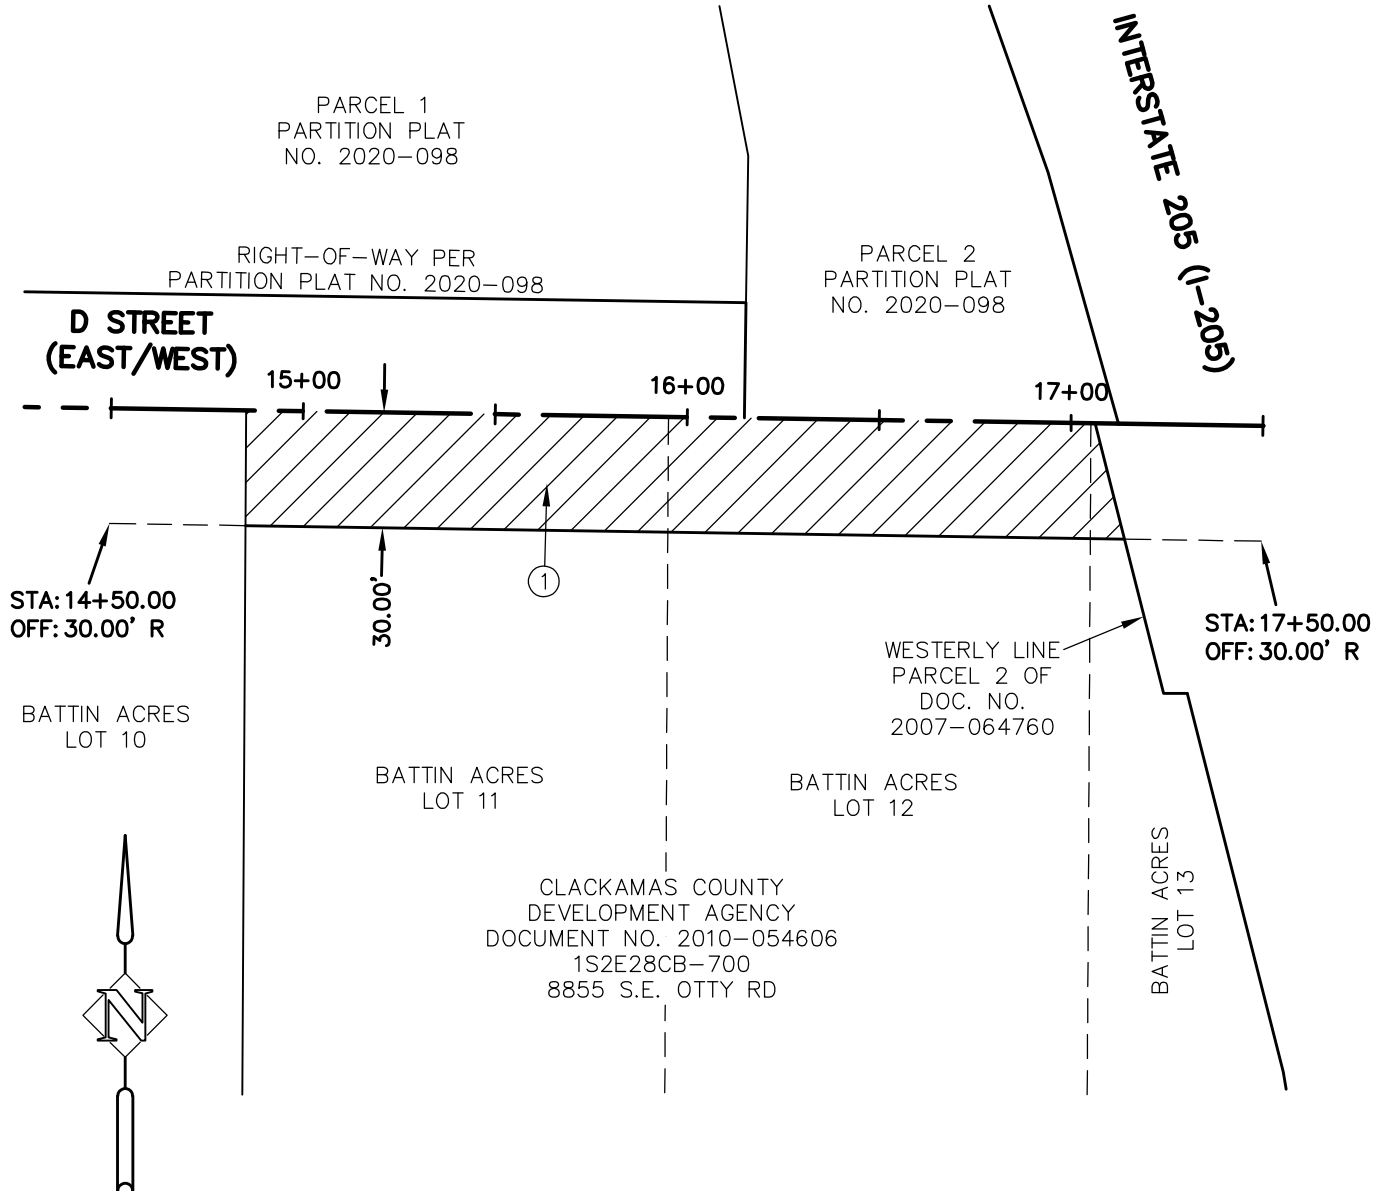 PARCEL 1
PARTITION PLAT
NO. 2020-098
INTERSTATE 205 (I-205)
RIGHT-OF-WAY PER
PARTITION PLAT NO. 2020-098
PARCEL 2
PARTITION PLAT
NO. 2020-098
D STREET
(EAST/WEST)
15+00
16+00
17+00
1
30.00'
STA: 14+50.00
OFF: 30.00' R
STA: 17+50.00
OFF: 30.00' R
WESTERLY LINE
PARCEL 2 OF
DOC. NO.
2007-064760
BATTIN ACRES
LOT 10
BATTIN ACRES
LOT 11
BATTIN ACRES
LOT 12
BATTIN ACRES
LOT 13
CLACKAMAS COUNTY
DEVELOPMENT AGENCY
DOCUMENT NO. 2010-054606
1S2E28CB-700
8855 S.E. OTTY RD
N